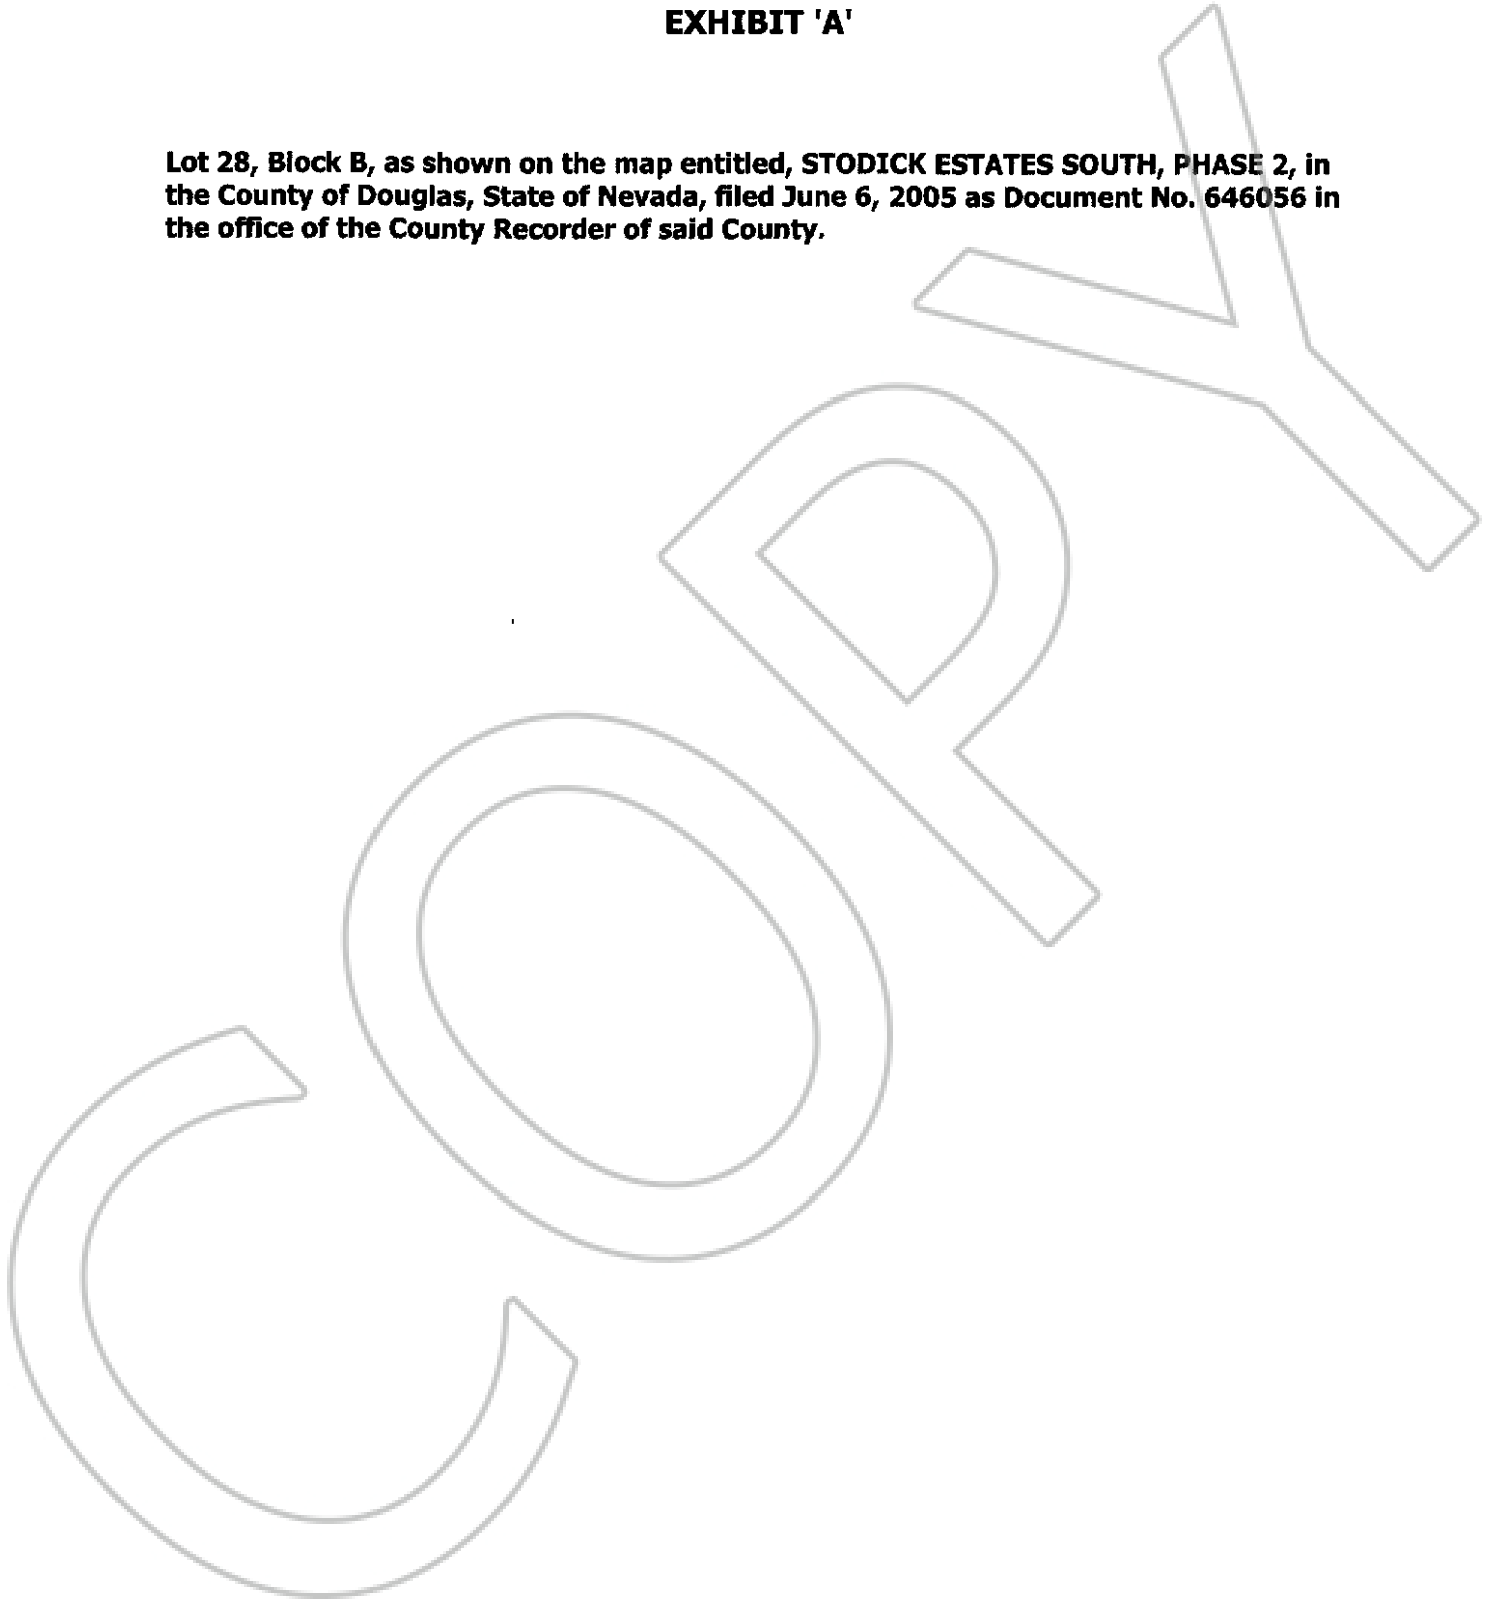 EXHIBIT 'A'
Lot 28, Block B, as shown on the map entitled, STODICK ESTATES SOUTH, PHASE 2, in
the County of Douglas, State of Nevada, filed June 6, 2005 as Document No. 646056 in
the office of the County Recorder of said County.
COPY